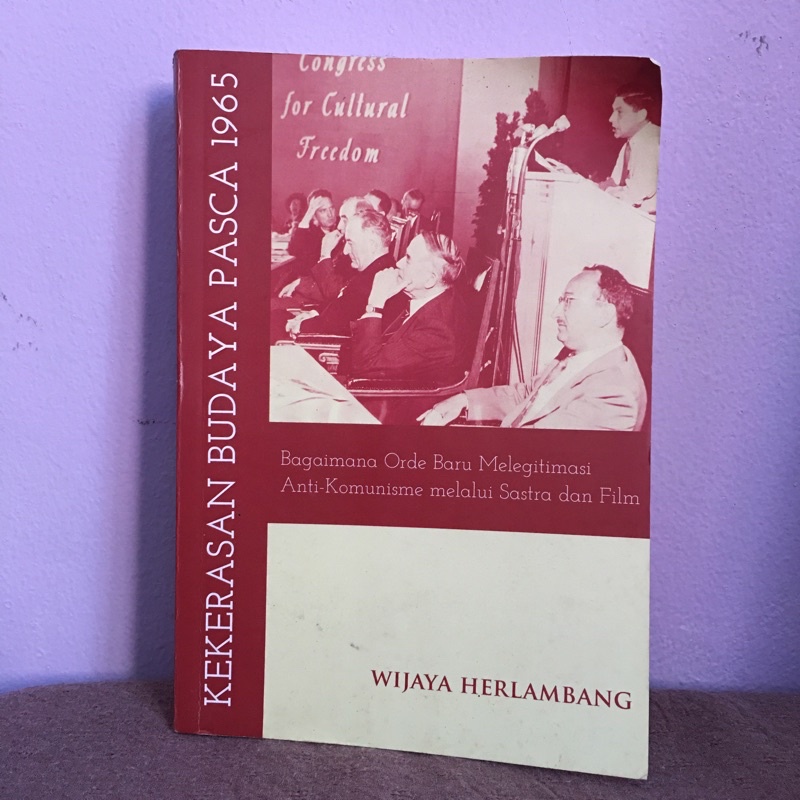 KEKERASAN BUDAYA PASCA 1965
Congress
for Cultural
Freedom
Bagaimana Orde Baru Melegitimasi
Anti-Komunisme melalui Sastra dan Film
WIJAYA HERLAMBANG